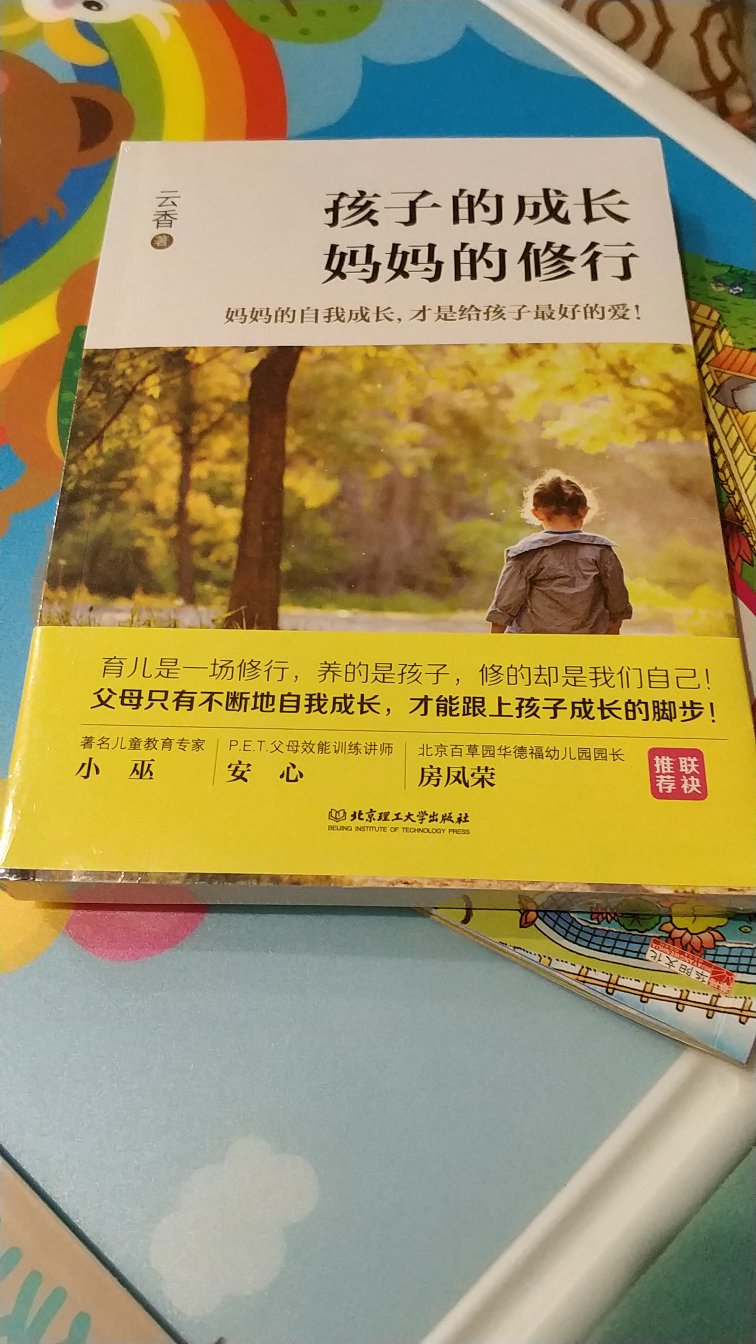 云香 著
孩子的成长
妈妈的修行
妈妈的自我成长，才是给孩子最好的爱！
育儿是一场修行，养的是孩子，修的却是我们自己！
父母只有不断地自我成长，才能跟上孩子成长的脚步！
著名儿童教育专家
小巫
P.E.T.父母效能训练讲师
安心
北京百草园华德福幼儿园园长
房凤荣
联袂
推荐
北京理工大学出版社
BEIJING INSTITUTE OF TECHNOLOGY PRESS
华阳文化